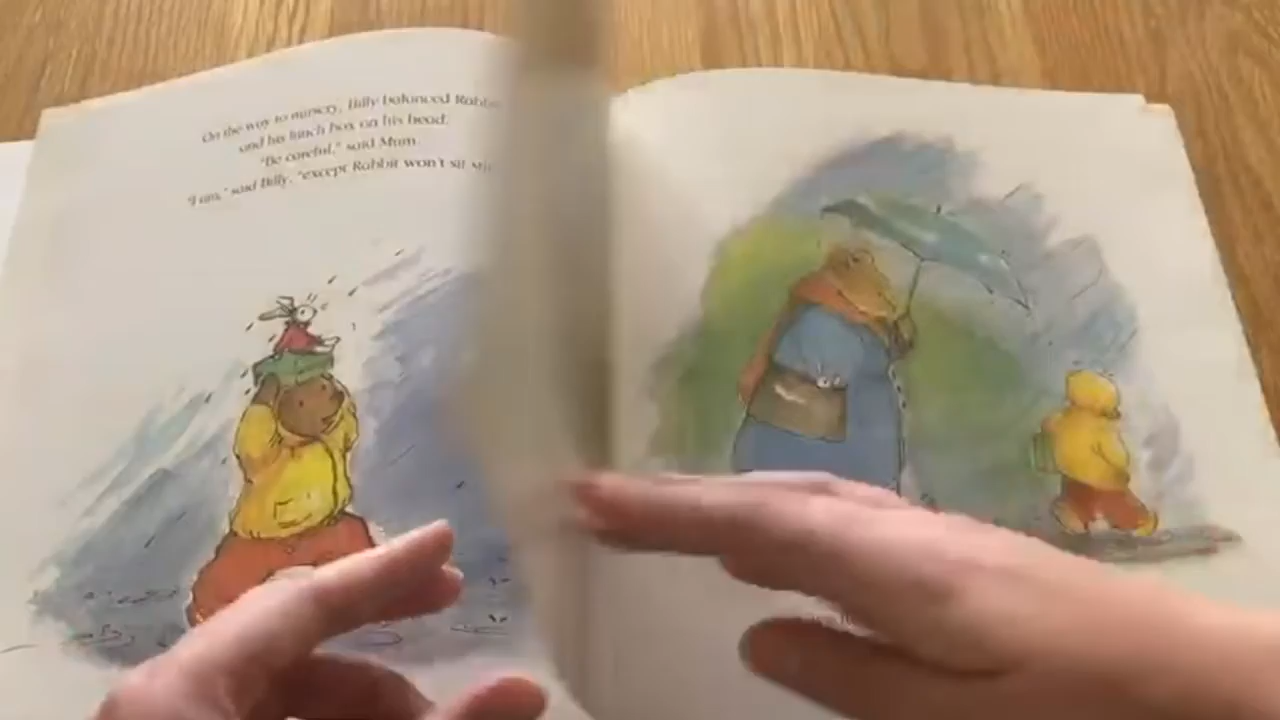 On the way to nursery, Billy balanced Rabbit
and his lunch box on his head.
"Be careful," said Mum.
"I am," said Billy, "except Rabbit won't sit